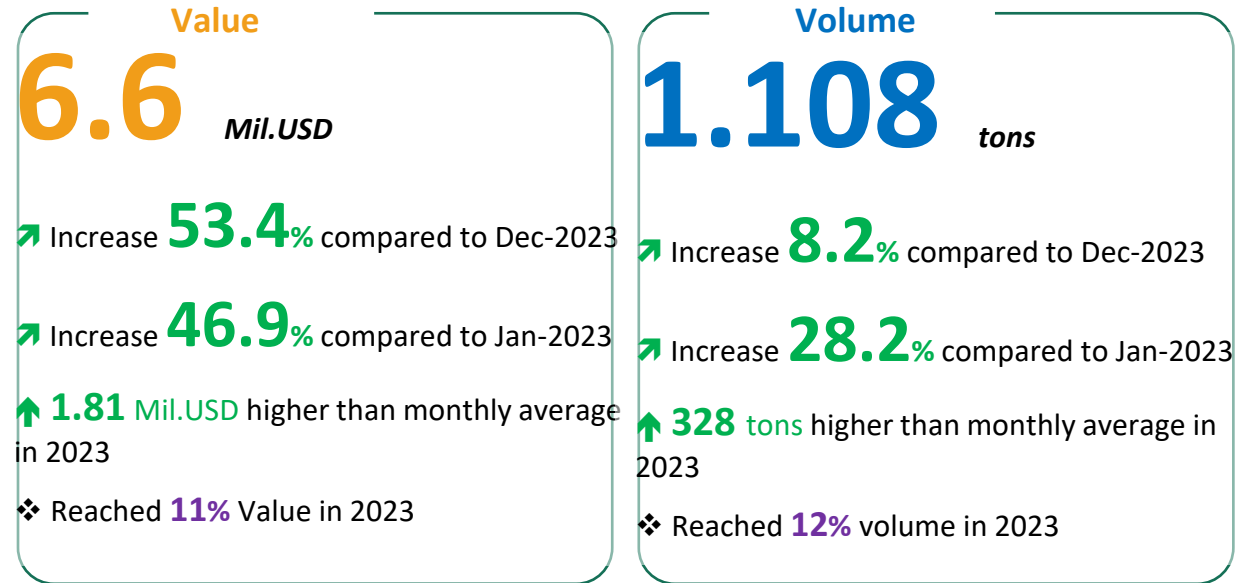 Value
6.6 Mil.USD
Increase 53.4% compared to Dec-2023
Increase 46.9% compared to Jan-2023
1.81 Mil.USD higher than monthly average
in 2023
❖ Reached 11% Value in 2023
Volume
1.108 tons
Increase 8.2% compared to Dec-2023
Increase 28.2% compared to Jan-2023
328 tons higher than monthly average in
2023
❖ Reached 12% volume in 2023